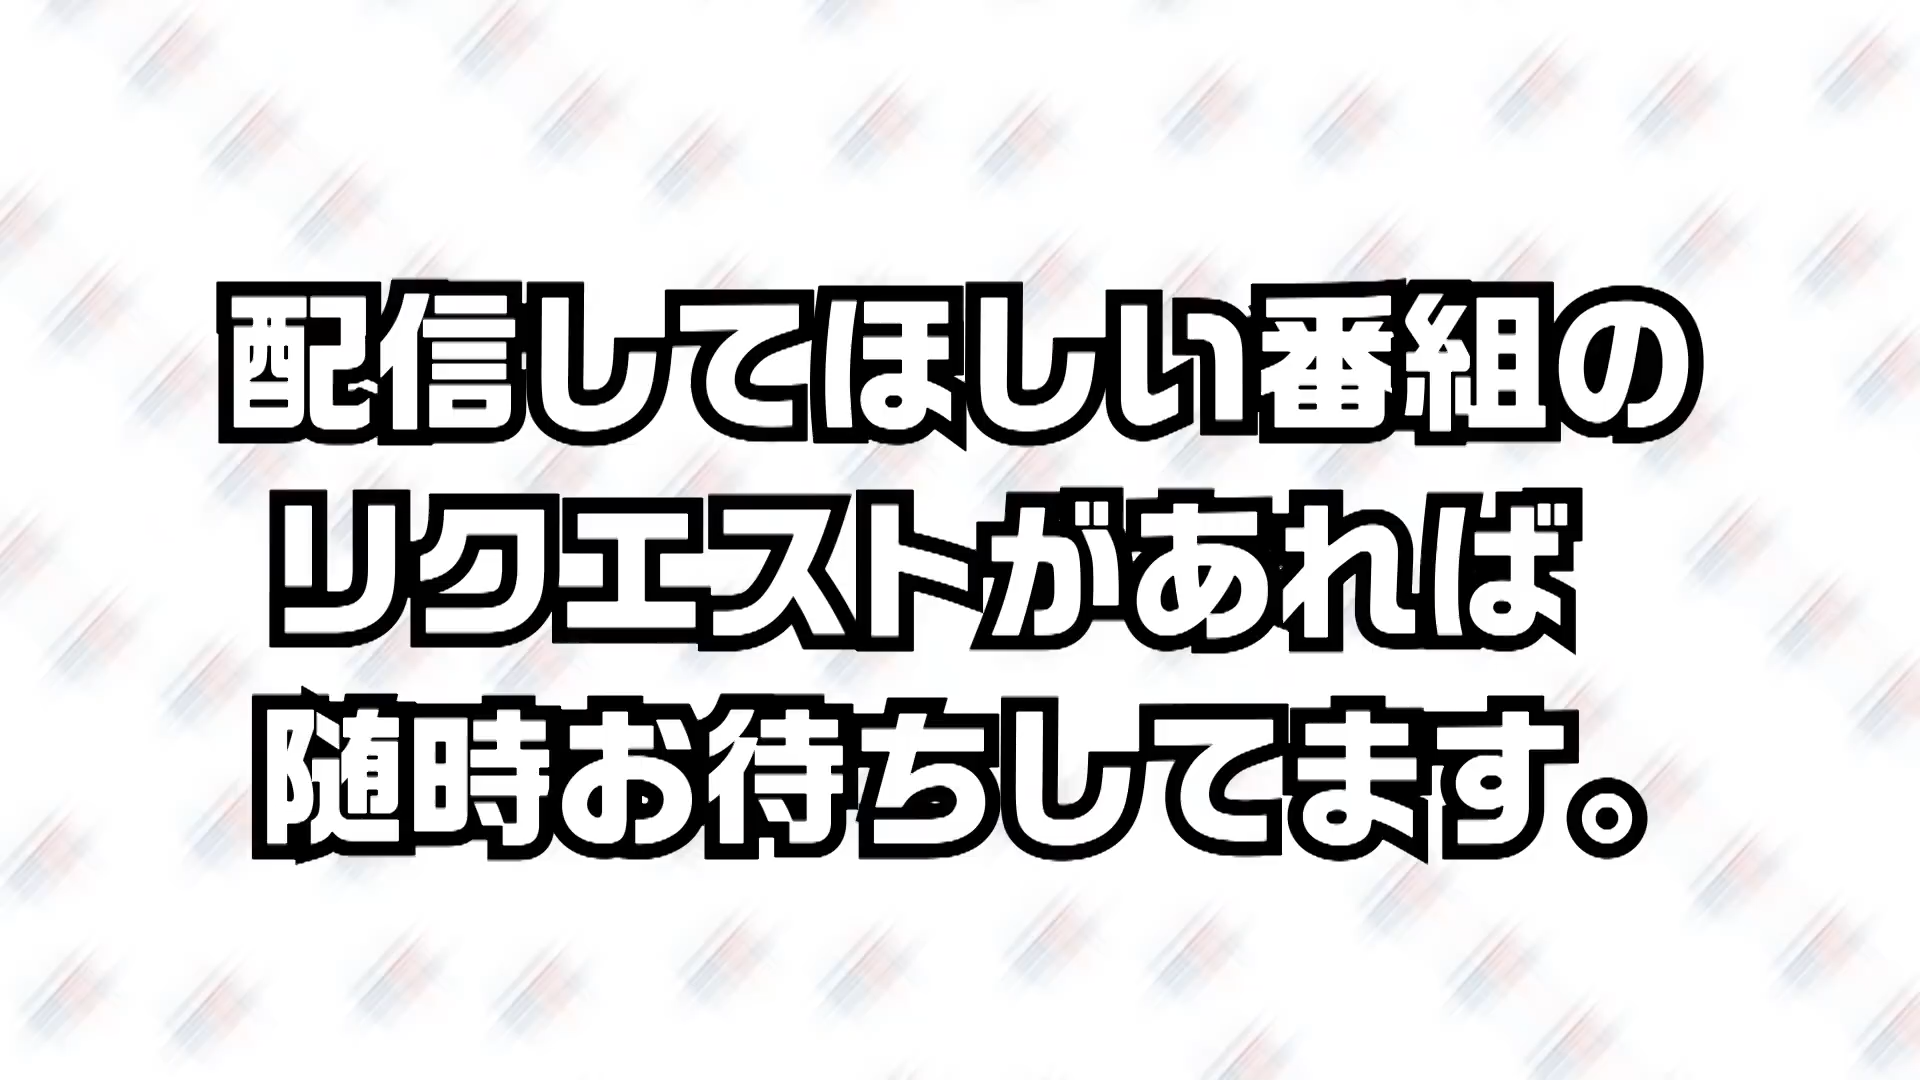 配信してほしい番組の
リクエストがあれば
随時お待ちしてます。